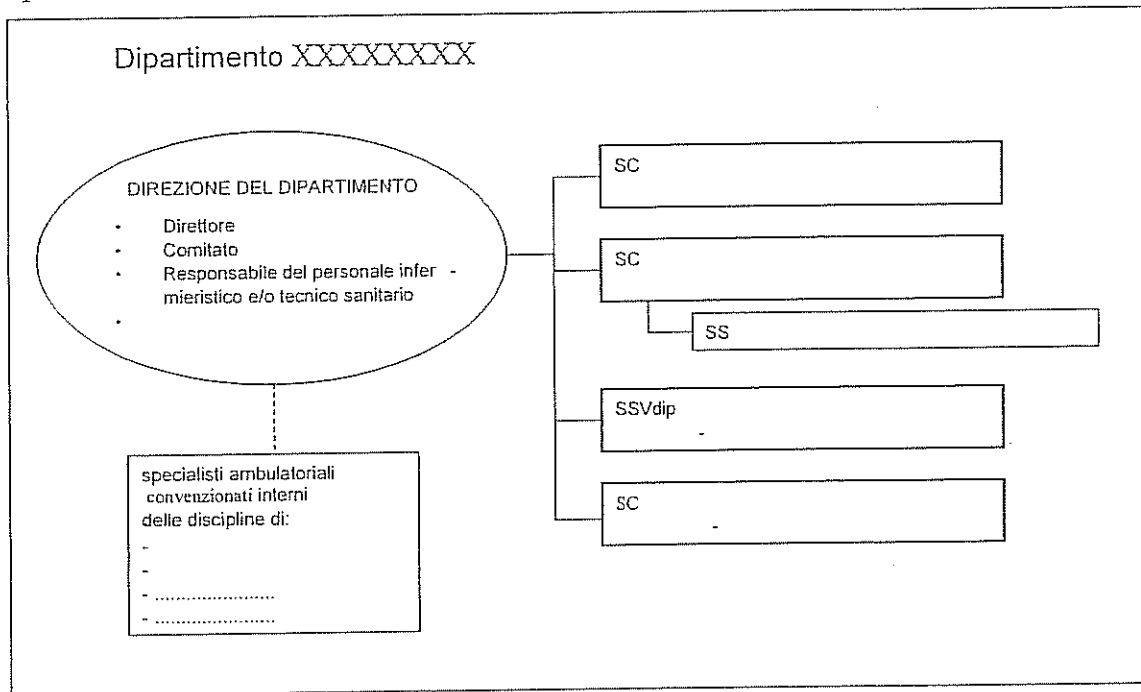 Dipartimento XXXXXXXX
DIREZIONE DEL DIPARTIMENTO
• Direttore
• Comitato
• Responsabile del personale infer -
mieristico e/o tecnico sanitario
•
specialisti ambulatoriali
convenzionati interni
delle discipline di:
-
-
- .......................
- .......................
SC
SC
SS
SSVdip
-
SC
-